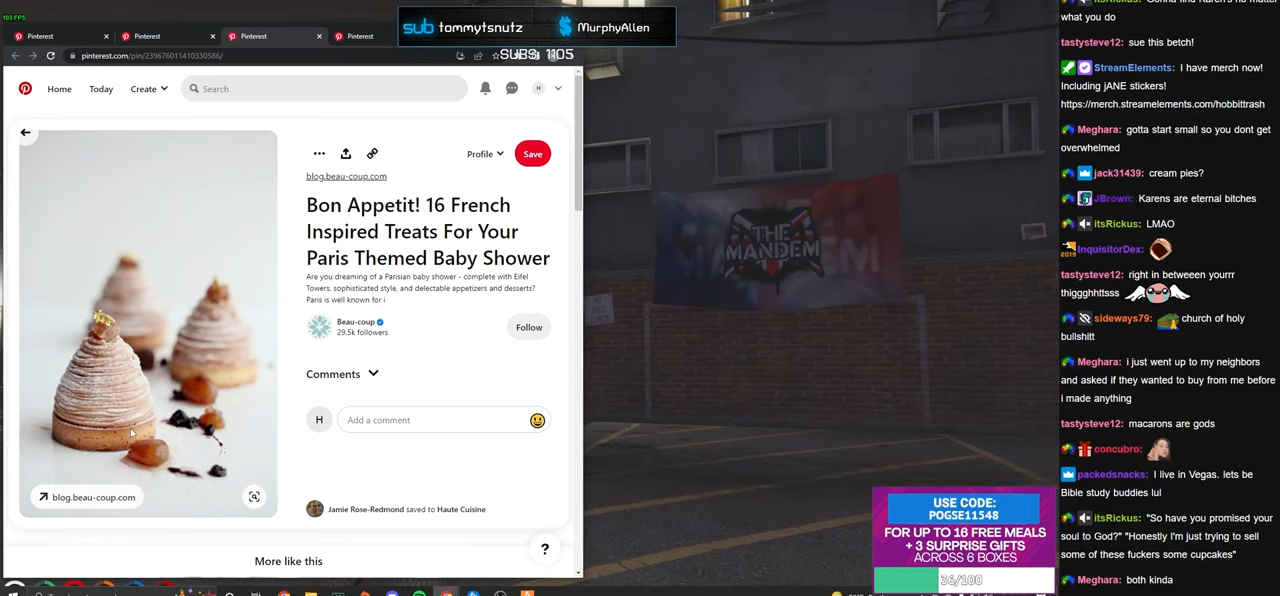 103 FPS
sub tommytsnutz $ MurphyAllen
Pinterest
Pinterest
Pinterest
Pinterest
SUBS: 1105
pinterest.com/pin/239676011410330586/
Home
Today
Create
Search
H
Profile
Save
blog.beau-coup.com
Bon Appetit! 16 French
Inspired Treats For Your
Paris Themed Baby Shower
Are you dreaming of a Parisian baby shower - complete with Eifel
Towers, sophisticated style, and delectable appetizers and desserts?
Paris is well known for i
Beau-coup
29.5k followers
Follow
Comments
H
Add a comment
blog.beau-coup.com
Jamie Rose-Redmond saved to Haute Cuisine
?
More like this
THE
MANDEM
USE CODE:
POGSE11548
FOR UP TO 16 FREE MEALS
+ 3 SURPRISE GIFTS
ACROSS 6 BOXES
36/100
what you do
tastysteve12: sue this betch!
StreamElements: I have merch now!
Including jANE stickers!
https://merch.streamelements.com/hobbittrash
Meghara: gotta start small so you dont get
overwhelmed
jack31439: cream pies?
JBrown: Karens are eternal bitches
itsRickus: LMAO
2019 InquisitorDex:
tastysteve12: right in betweeen yourrr
thiggghhttsss
sideways79: church of holy
bullshitt
Meghara: i just went up to my neighbors
and asked if they wanted to buy from me before
i made anything
tastysteve12: macarons are gods
concubro:
packedsnacks: I live in Vegas. lets be
Bible study buddies lul
itsRickus: "So have you promised your
soul to God?" "Honestly I'm just trying to sell
some of these fuckers some cupcakes"
Meghara: both kinda